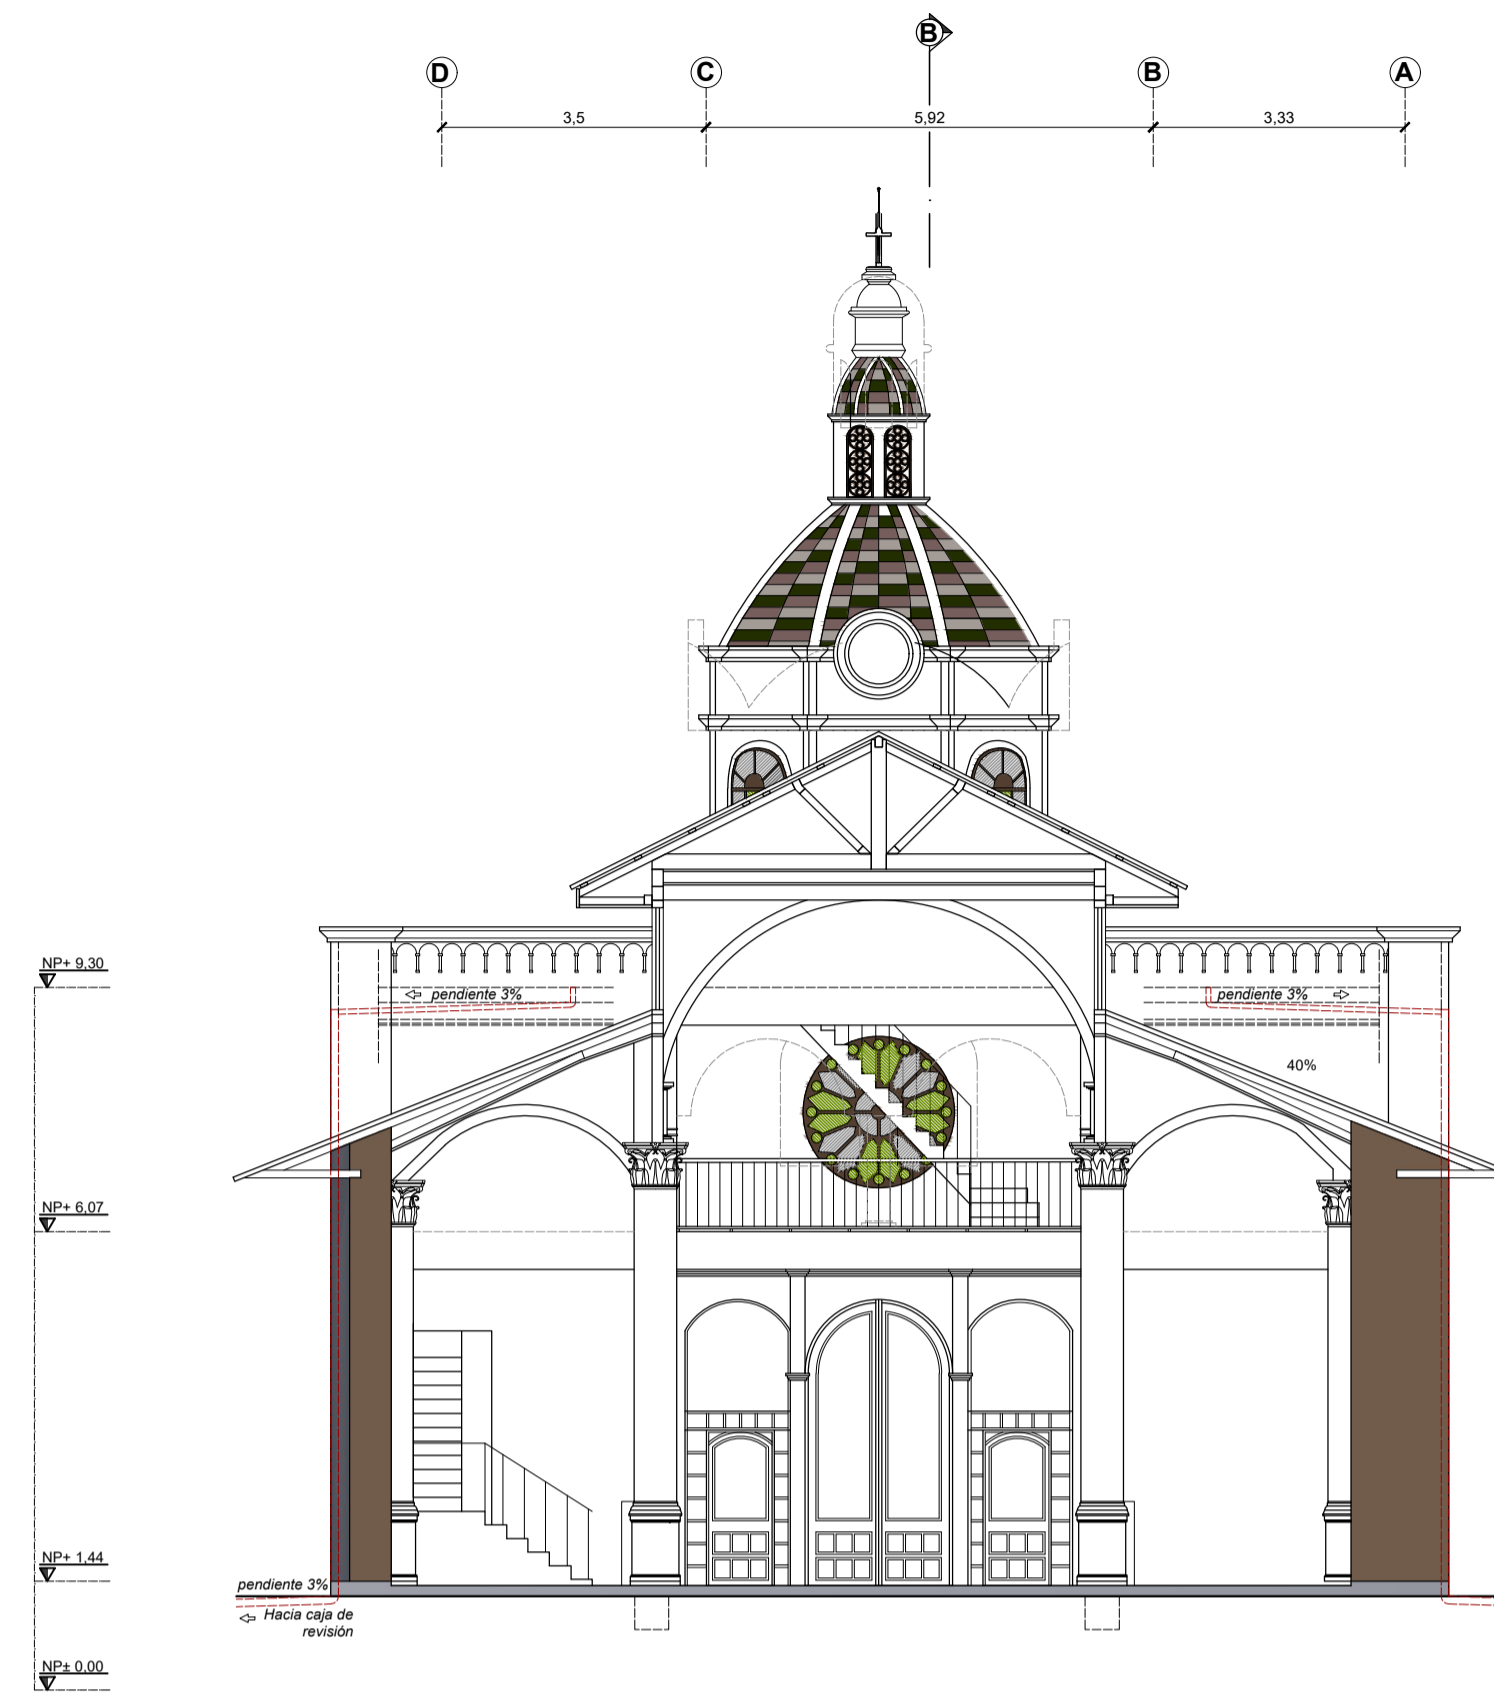 B
D
C
B
A
3,5
5,92
3,33
NP+ 9,30
pendiente 3%
pendiente 3%
40%
NP+ 6,07
NP+ 1,44
pendiente 3%
Hacia caja de
revisión
NP± 0,00